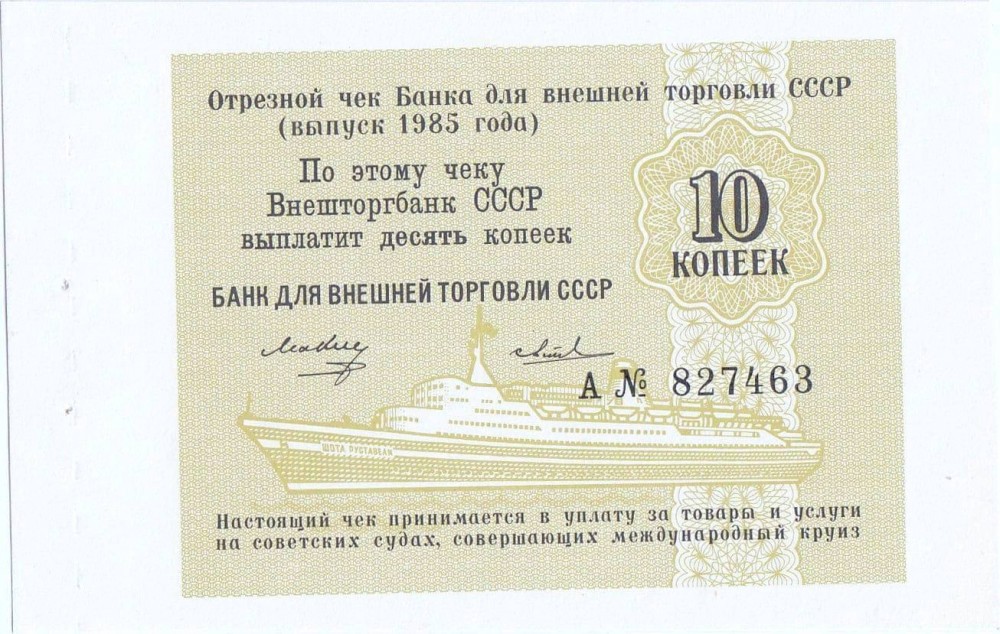 Отрезной чек Банка для внешней торговли СССР
(выпуск 1985 года)
По этому чеку
Внешторгбанк СССР
выплатит десять копеек
10
КОПЕЕК
БАНК ДЛЯ ВНЕШНЕЙ ТОРГОВЛИ СССР
А № 827463
ШОТА РУСТАВЕЛИ
Настоящий чек принимается в уплату за товары и услуги
на советских судах, совершающих международный круиз